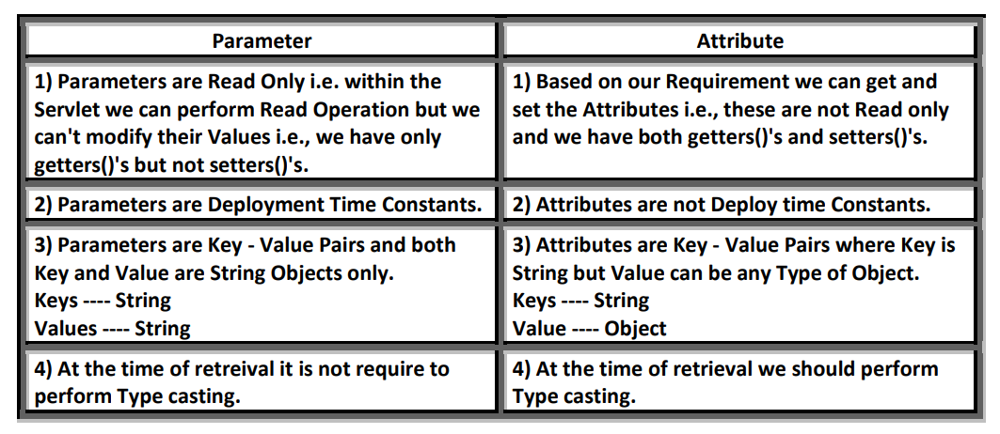 Parameter
Attribute
1) Parameters are Read Only i.e. within the
Servlet we can perform Read Operation but we
can't modify their Values i.e., we have only
getters()'s but not setters()'s.
1) Based on our Requirement we can get and
set the Attributes i.e., these are not Read only
and we have both getters()'s and setters()'s.
2) Parameters are Deployment Time Constants.
2) Attributes are not Deploy time Constants.
3) Parameters are Key - Value Pairs and both
Key and Value are String Objects only.
Keys ---- String
Values ---- String
3) Attributes are Key - Value Pairs where Key is
String but Value can be any Type of Object.
Keys ---- String
Value ---- Object
4) At the time of retreival it is not require to
perform Type casting.
4) At the time of retrieval we should perform
Type casting.